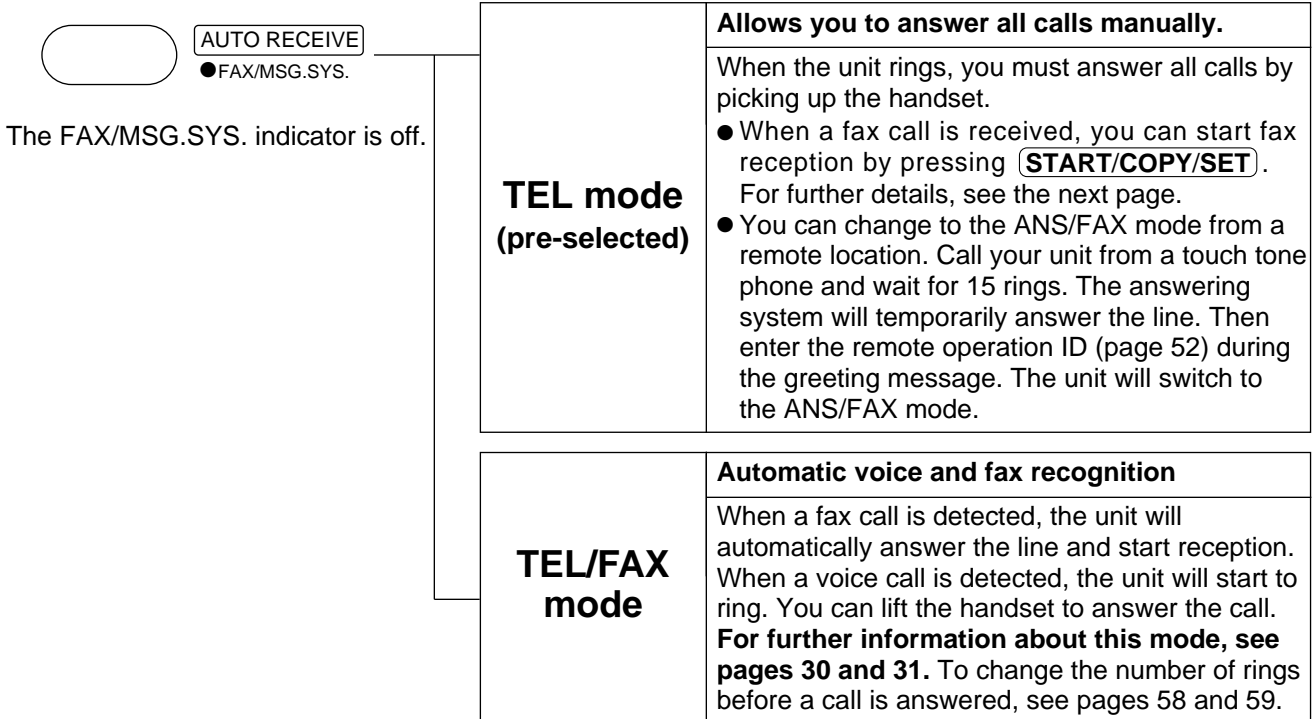 AUTO RECEIVE
●FAX/MSG.SYS.
The FAX/MSG.SYS. indicator is off.
TEL mode
(pre-selected)
Allows you to answer all calls manually.
When the unit rings, you must answer all calls by
picking up the handset.
● When a fax call is received, you can start fax
reception by pressing START/COPY/SET.
For further details, see the next page.
● You can change to the ANS/FAX mode from a
remote location. Call your unit from a touch tone
phone and wait for 15 rings. The answering
system will temporarily answer the line. Then
enter the remote operation ID (page 52) during
the greeting message. The unit will switch to
the ANS/FAX mode.
TEL/FAX
mode
Automatic voice and fax recognition
When a fax call is detected, the unit will
automatically answer the line and start reception.
When a voice call is detected, the unit will start to
ring. You can lift the handset to answer the call.
For further information about this mode, see
pages 30 and 31. To change the number of rings
before a call is answered, see pages 58 and 59.